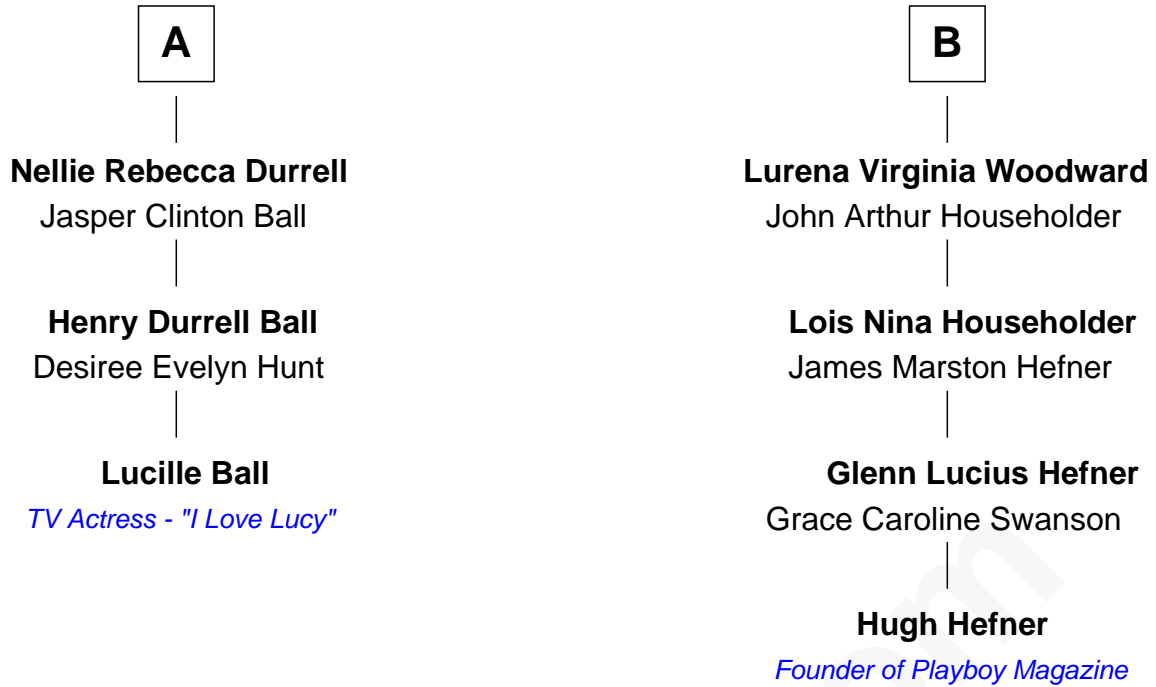 A
Nellie Rebecca Durrell
Jasper Clinton Ball
Henry Durrell Ball
Desiree Evelyn Hunt
Lucille Ball
TV Actress - "I Love Lucy"
B
Lurena Virginia Woodward
John Arthur Householder
Lois Nina Householder
James Marston Hefner
Glenn Lucius Hefner
Grace Caroline Swanson
Hugh Hefner
Founder of Playboy Magazine